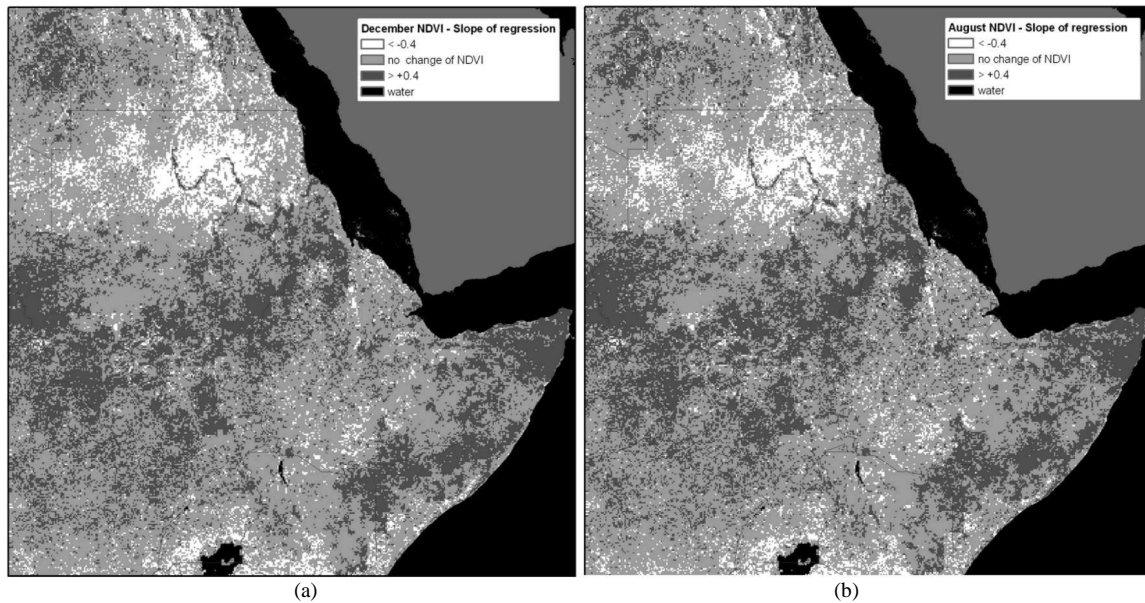 December NDVI - Slope of regression
< -0.4
no change of NDVI
> +0.4
water
August NDVI - Slope of regression
< -0.4
no change of NDVI
> +0.4
water
(a)
(b)